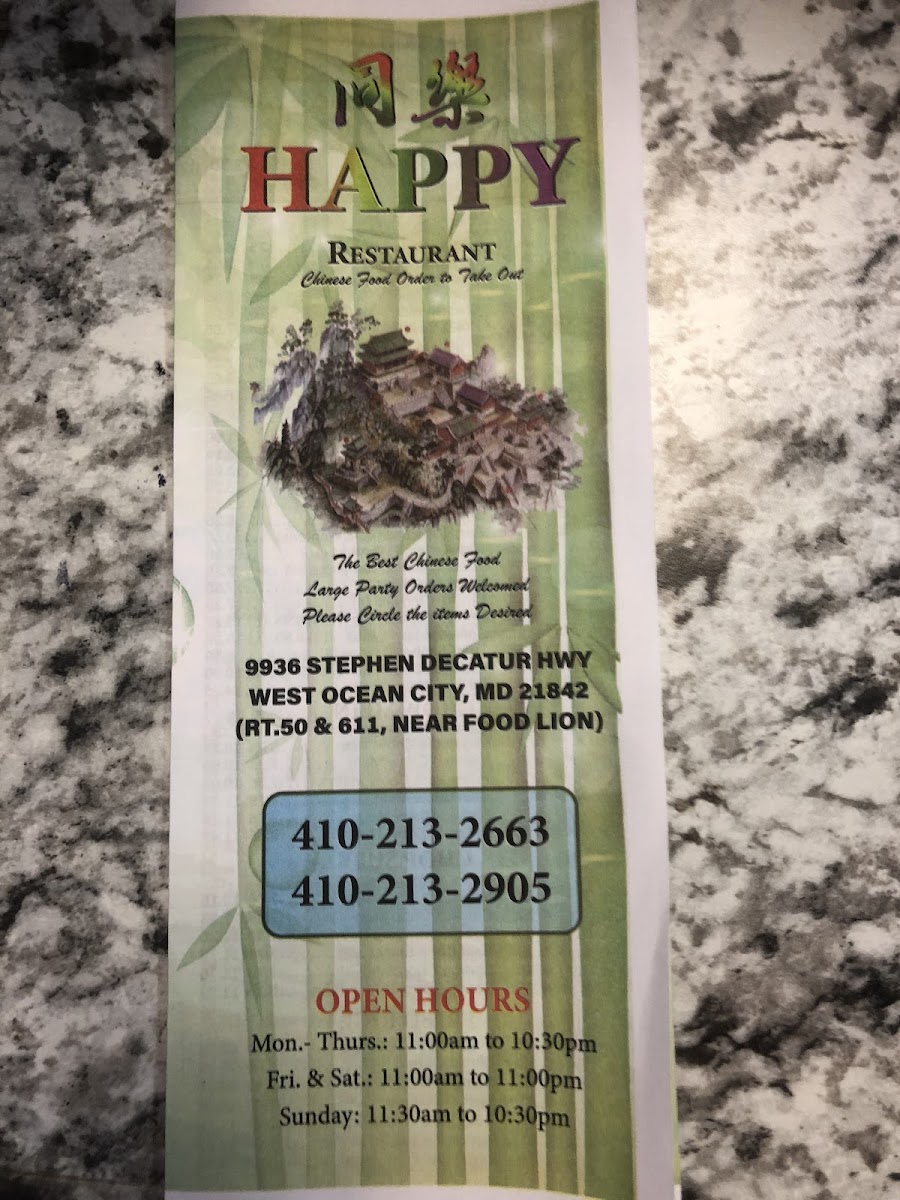 同樂
HAPPY
RESTAURANT
Chinese Food Order to Take Out
The Best Chinese Food
Large Party Orders Welcomed
Please Circle the items Desired
9936 STEPHEN DECATUR HWY
WEST OCEAN CITY, MD 21842
(RT.50 & 611, NEAR FOOD LION)
410-213-2663
410-213-2905
OPEN HOURS
Mon.- Thurs.: 11:00am to 10:30pm
Fri. & Sat.: 11:00am to 11:00pm
Sunday: 11:30am to 10:30pm